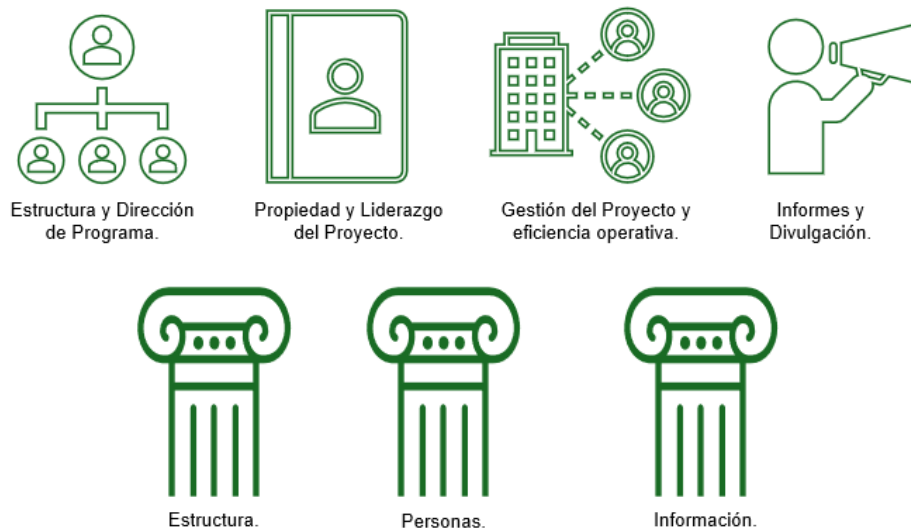 Estructura y Dirección
de Programa.
Propiedad y Liderazgo
del Proyecto.
Gestión del Proyecto y
eficiencia operativa.
Informes y
Divulgación.
Estructura.
Personas.
Información.